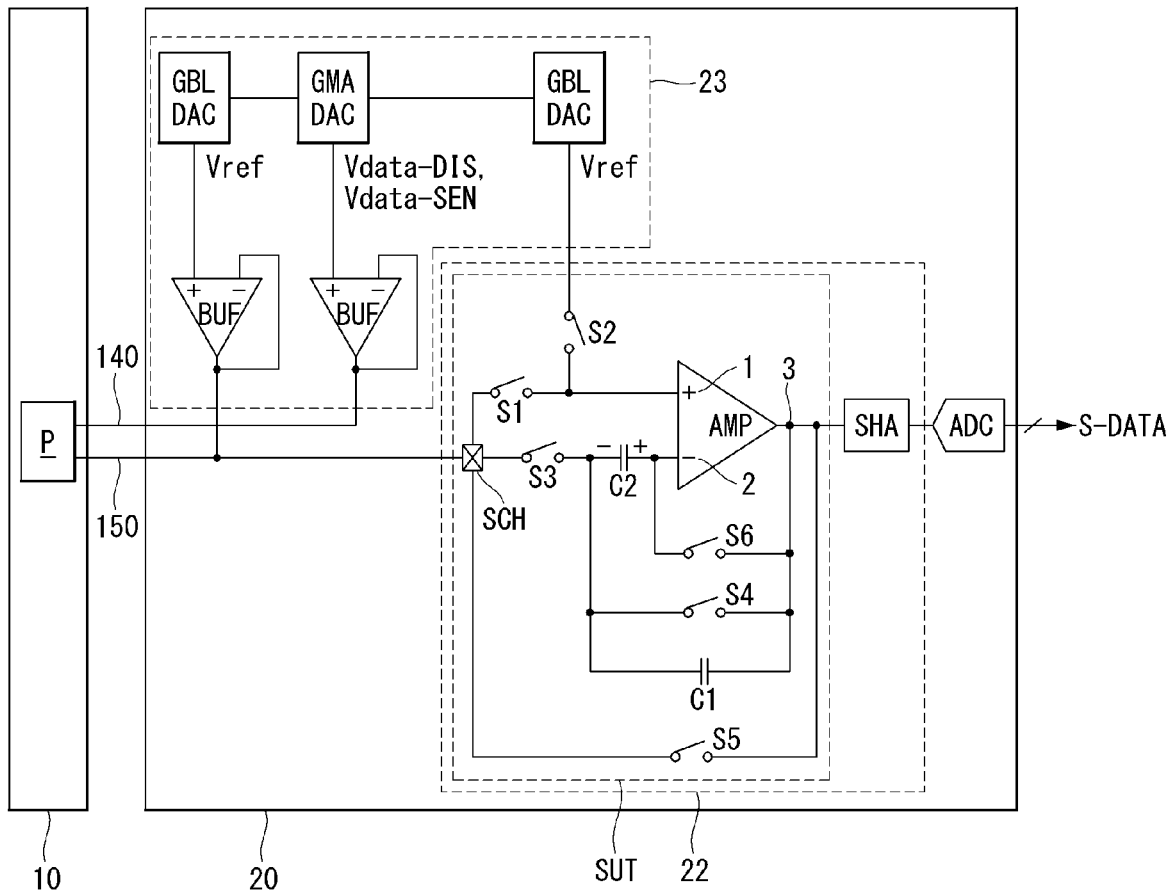 GBL
DAC
GMA
DAC
GBL
DAC
23
Vref
Vdata-DIS,
Vdata-SEN
Vref
+ -
BUF
+ -
BUF
S2
140
1
3
S1
+
AMP
SHA
ADC
S-DATA
P
S3
- +
C2
-
2
150
SCH
S6
S4
C1
S5
10
20
SUT
22